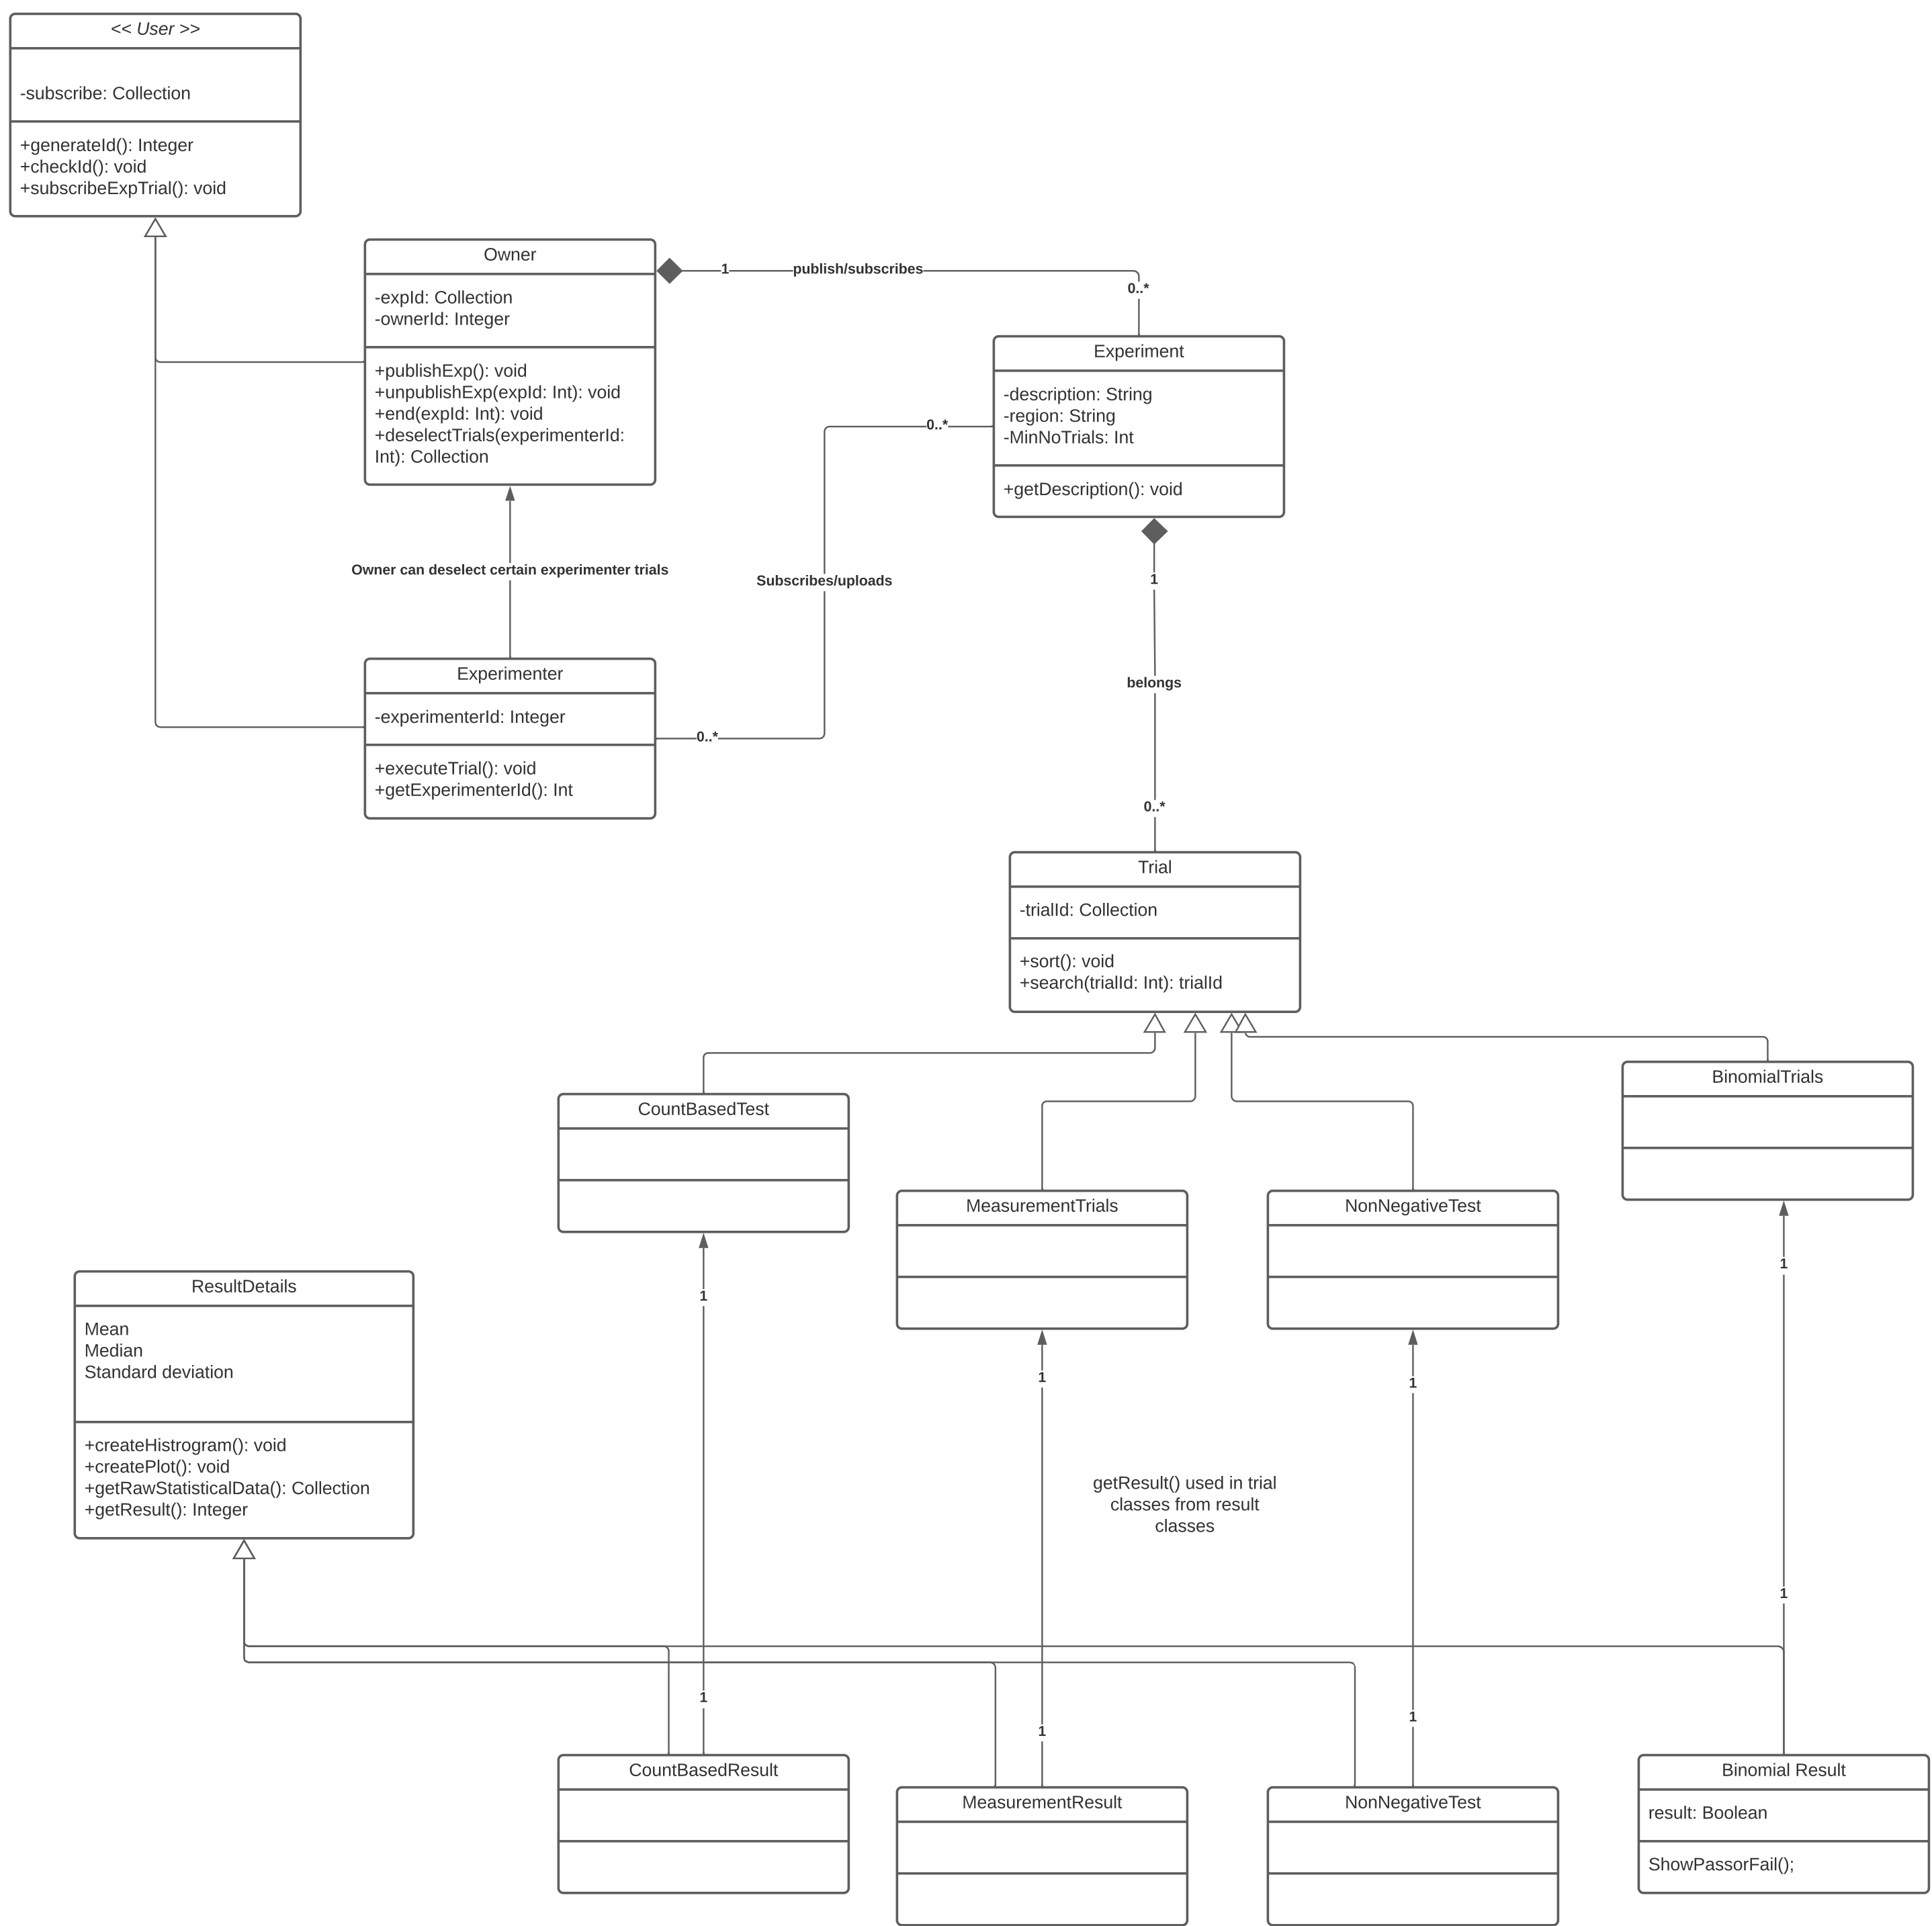 << User >>
-subscribe: Collection
+generateId(): Integer
+checkId(): void
+subscribeExpTrial(): void
Owner
-expId: Collection
-ownerId: Integer
+publishExp(): void
+unpublishExp(expId: Int): void
+end(expId: Int): void
+deselectTrials(experimenterId:
Int): Collection
1
publish/subscribes
0..*
Experiment
-description: String
-region: String
-MinNoTrials: Int
+getDescription(): void
0..*
Subscribes/uploads
0..*
Owner can deselect certain experimenter trials
Experimenter
-experimenterId: Integer
+executeTrial(): void
+getExperimenterId(): Int
1
belongs
0..*
Trial
-trialId: Collection
+sort(): void
+search(trialId: Int): trialId
CountBasedTest
MeasurementTrials
NonNegativeTest
BinomialTrials
ResultDetails
Mean
Median
Standard deviation
+createHistrogram(): void
+createPlot(): void
+getRawStatisticalData(): Collection
+getResult(): Integer
1
1
1
1
getResult() used in trial
classes from result
classes
1
1
1
1
CountBasedResult
MeasurementResult
NonNegativeTest
Binomial Result
result: Boolean
ShowPassorFail();